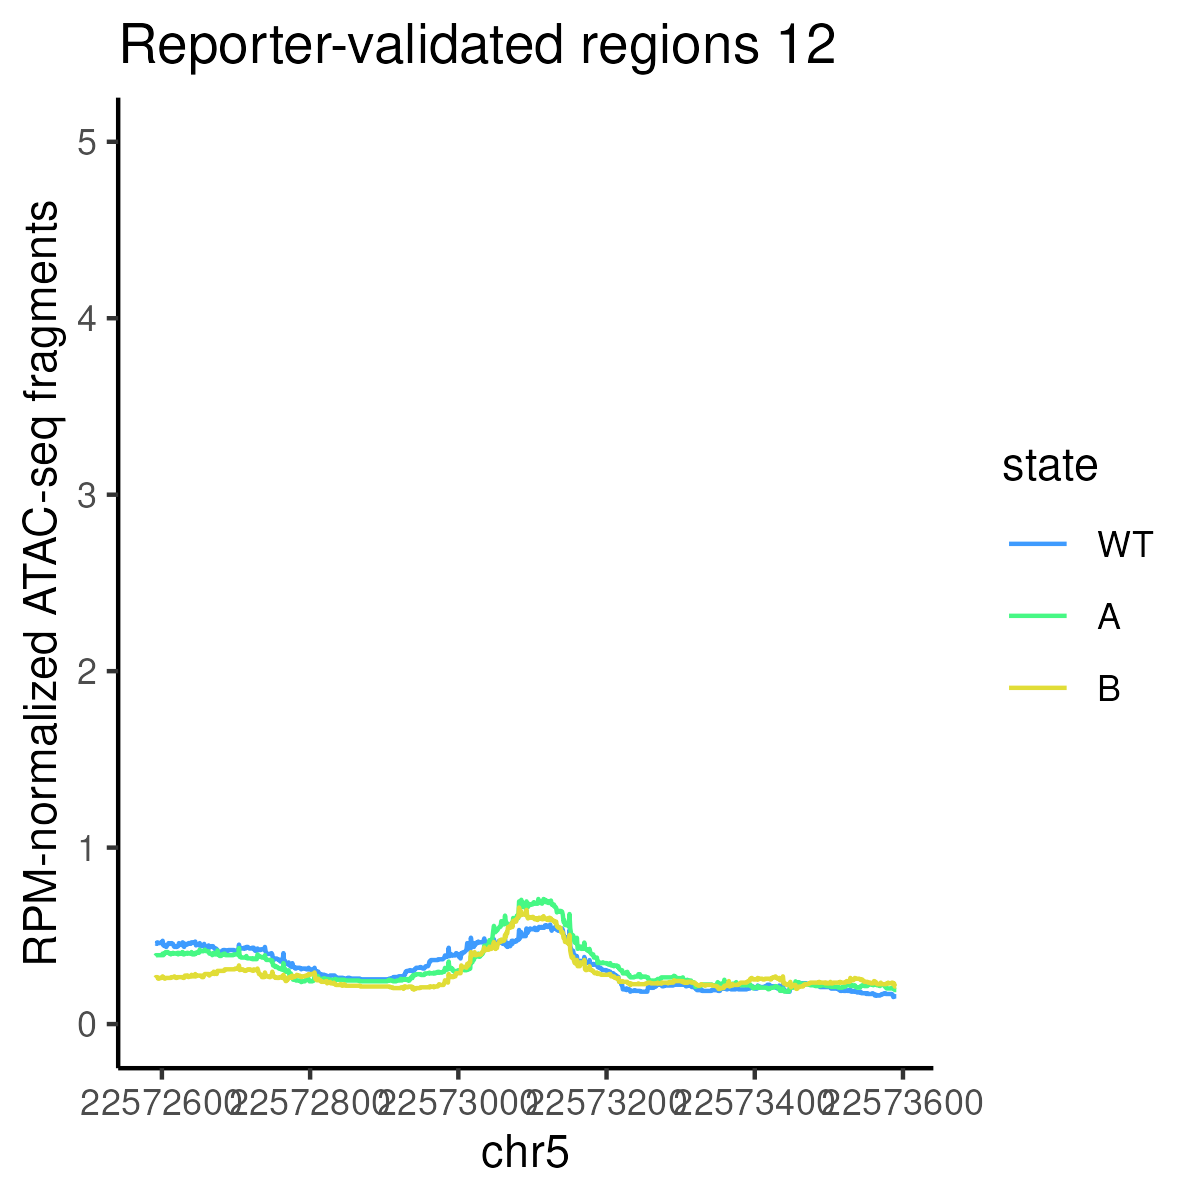 Reporter-validated regions 12
RPM-normalized ATAC-seq fragments
5
4
3
2
1
0
22572600
22572800
22573000
22573200
22573400
22573600
chr5
state
WT
A
B